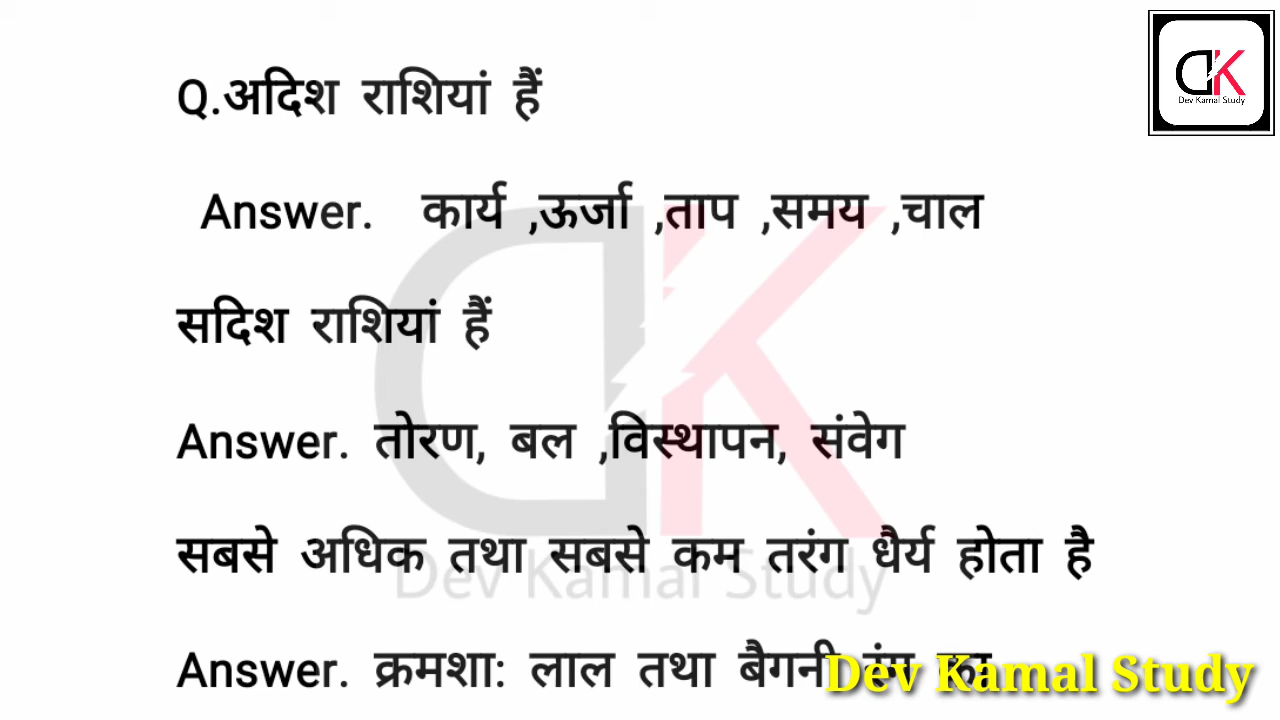 DK
Dev Kamal Study
Q.अदिश राशियां हैं
Answer. कार्य ,ऊर्जा ,ताप ,समय ,चाल
सदिश राशियां हैं
Answer. तोरण, बल ,विस्थापन, संवेग
सबसे अधिक तथा सबसे कम तरंग धैर्य होता है
Dev Kamal Study
Answer. क्रमशा: लाल तथा बैगनी रंग का
Dev Kamal Study